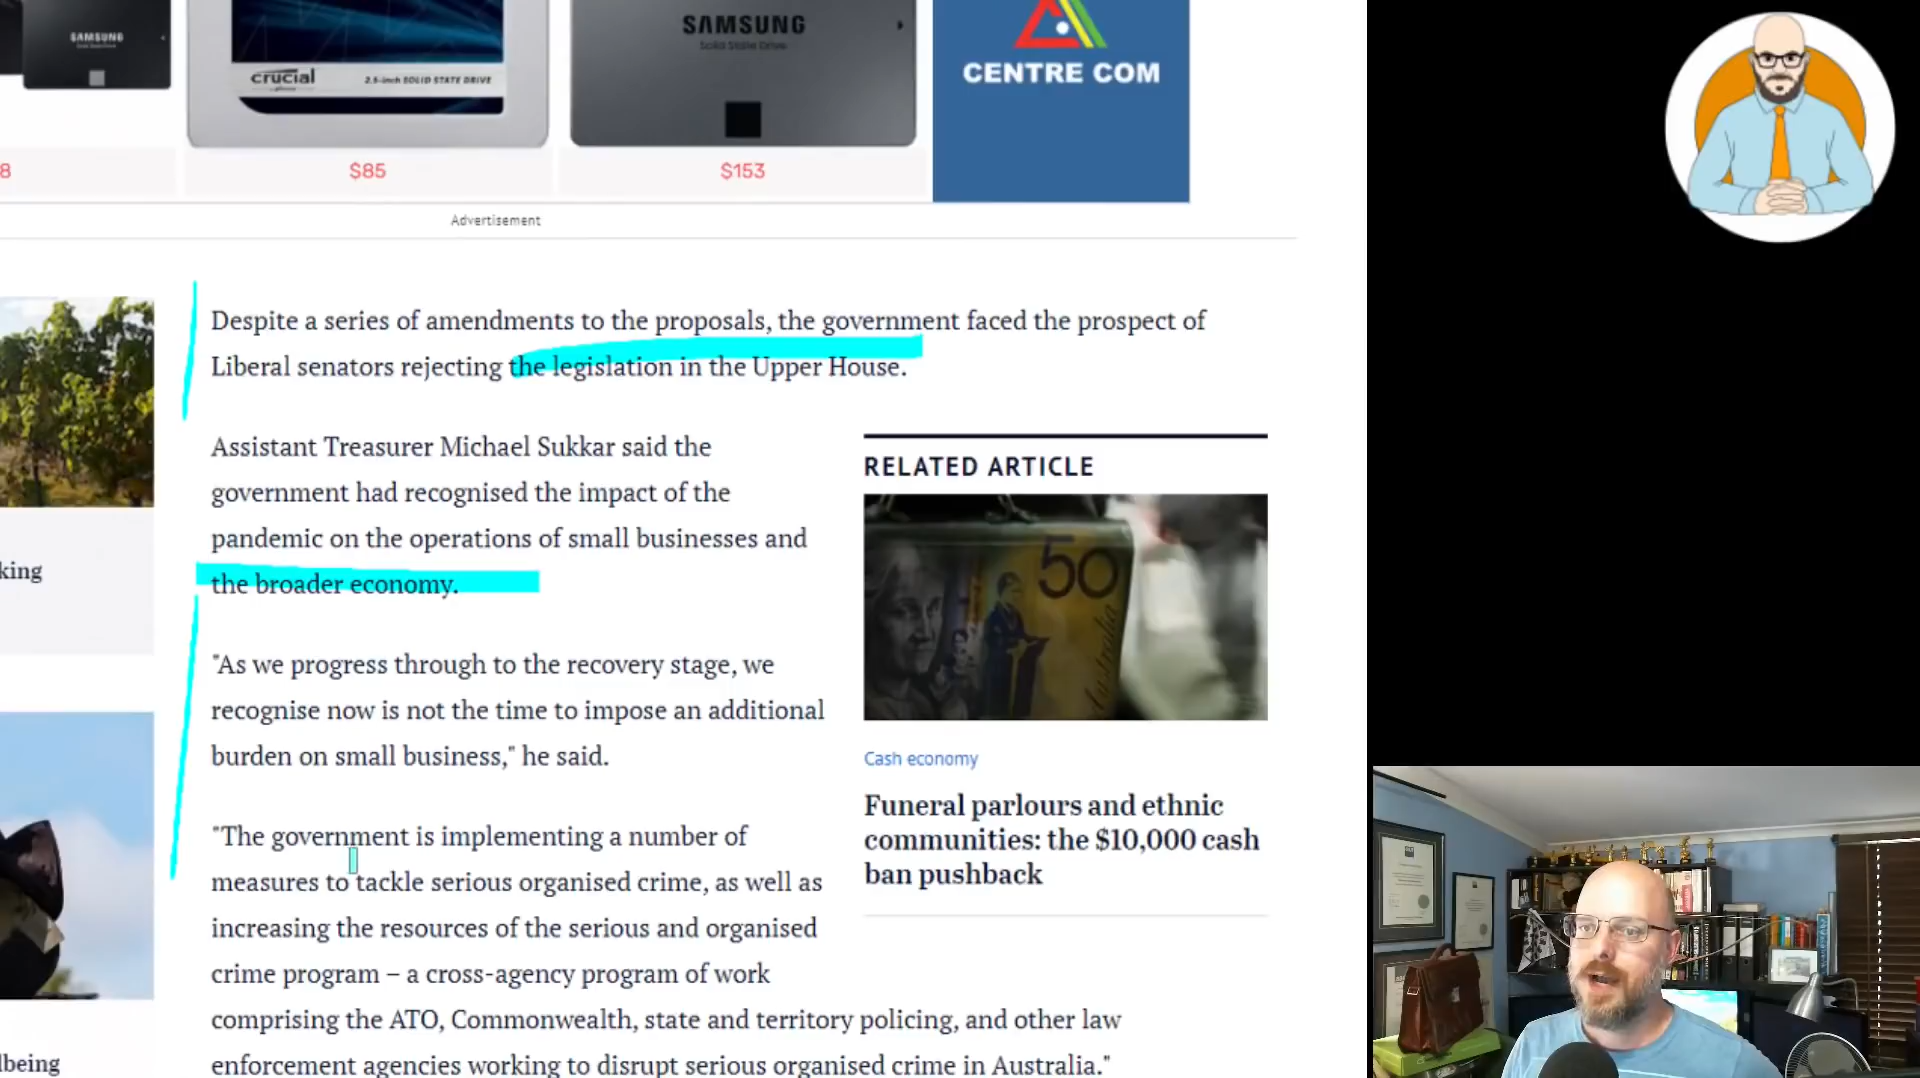 SAMSUNG
crucial
2.5-inch SOLID STATE DRIVE
SAMSUNG
Solid State Drive
CENTRE COM
8
$85
$153
Advertisement
Despite a series of amendments to the proposals, the government faced the prospect of
Liberal senators rejecting the legislation in the Upper House.
Assistant Treasurer Michael Sukkar said the
government had recognised the impact of the
pandemic on the operations of small businesses and
the broader economy.
"As we progress through to the recovery stage, we
recognise now is not the time to impose an additional
burden on small business," he said.
"The government is implementing a number of
measures to tackle serious organised crime, as well as
increasing the resources of the serious and organised
crime program – a cross-agency program of work
comprising the ATO, Commonwealth, state and territory policing, and other law
enforcement agencies working to disrupt serious organised crime in Australia."
RELATED ARTICLE
50
Australia
Cash economy
Funeral parlours and ethnic
communities: the $10,000 cash
ban pushback
king
lbeing